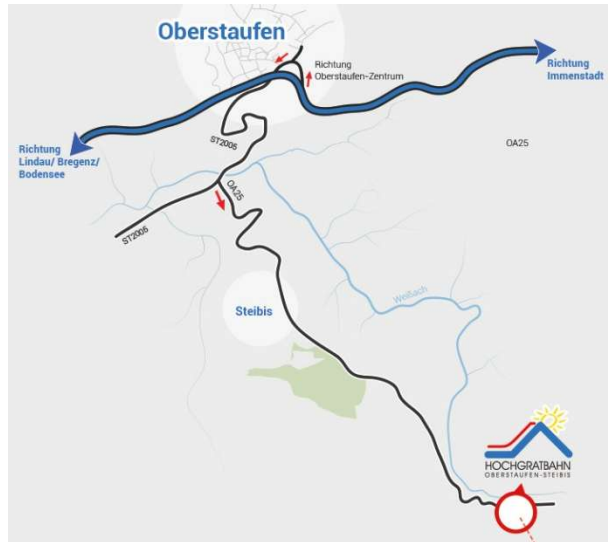 Oberstaufen
Richtung
Oberstaufen-Zentrum
Richtung
Immenstadt
Richtung
Lindau/ Bregenz/
Bodensee
ST2005
OA25
OA25
ST2005
Steibis
Weißach
HOCHGRATBAHN
OBERSTAUFEN-STEIBIS